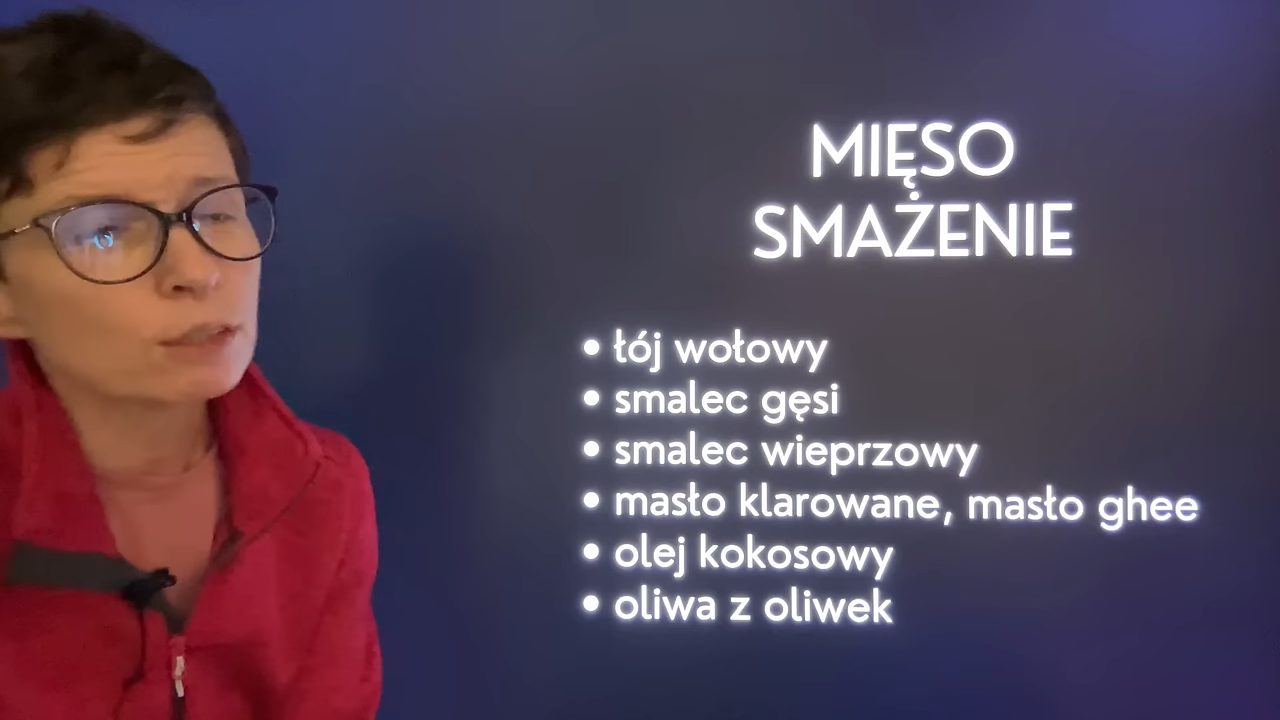 MIĘSO
SMAŻENIE
• łój wołowy
• smalec gęsi
• smalec wieprzowy
• masło klarowane, masło ghee
• olej kokosowy
• oliwa z oliwek